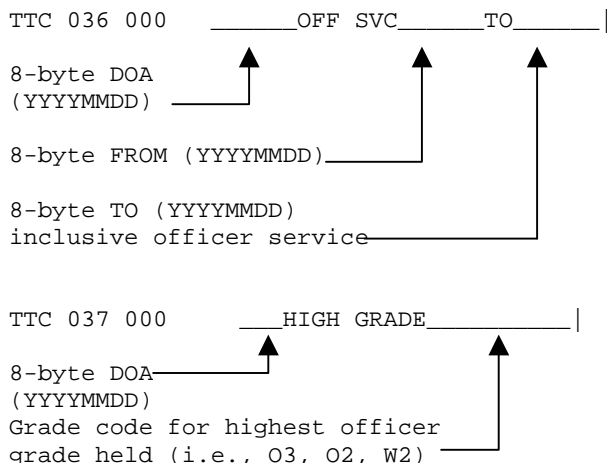 TTC 036 000 ______OFF SVC______TO______|
8-byte DOA
(YYYYMMDD)
8-byte FROM (YYYYMMDD)
8-byte TO (YYYYMMDD)
inclusive officer service
TTC 037 000 ___HIGH GRADE__________|
8-byte DOA
(YYYYMMDD)
Grade code for highest officer
grade held (i.e., O3, O2, W2)